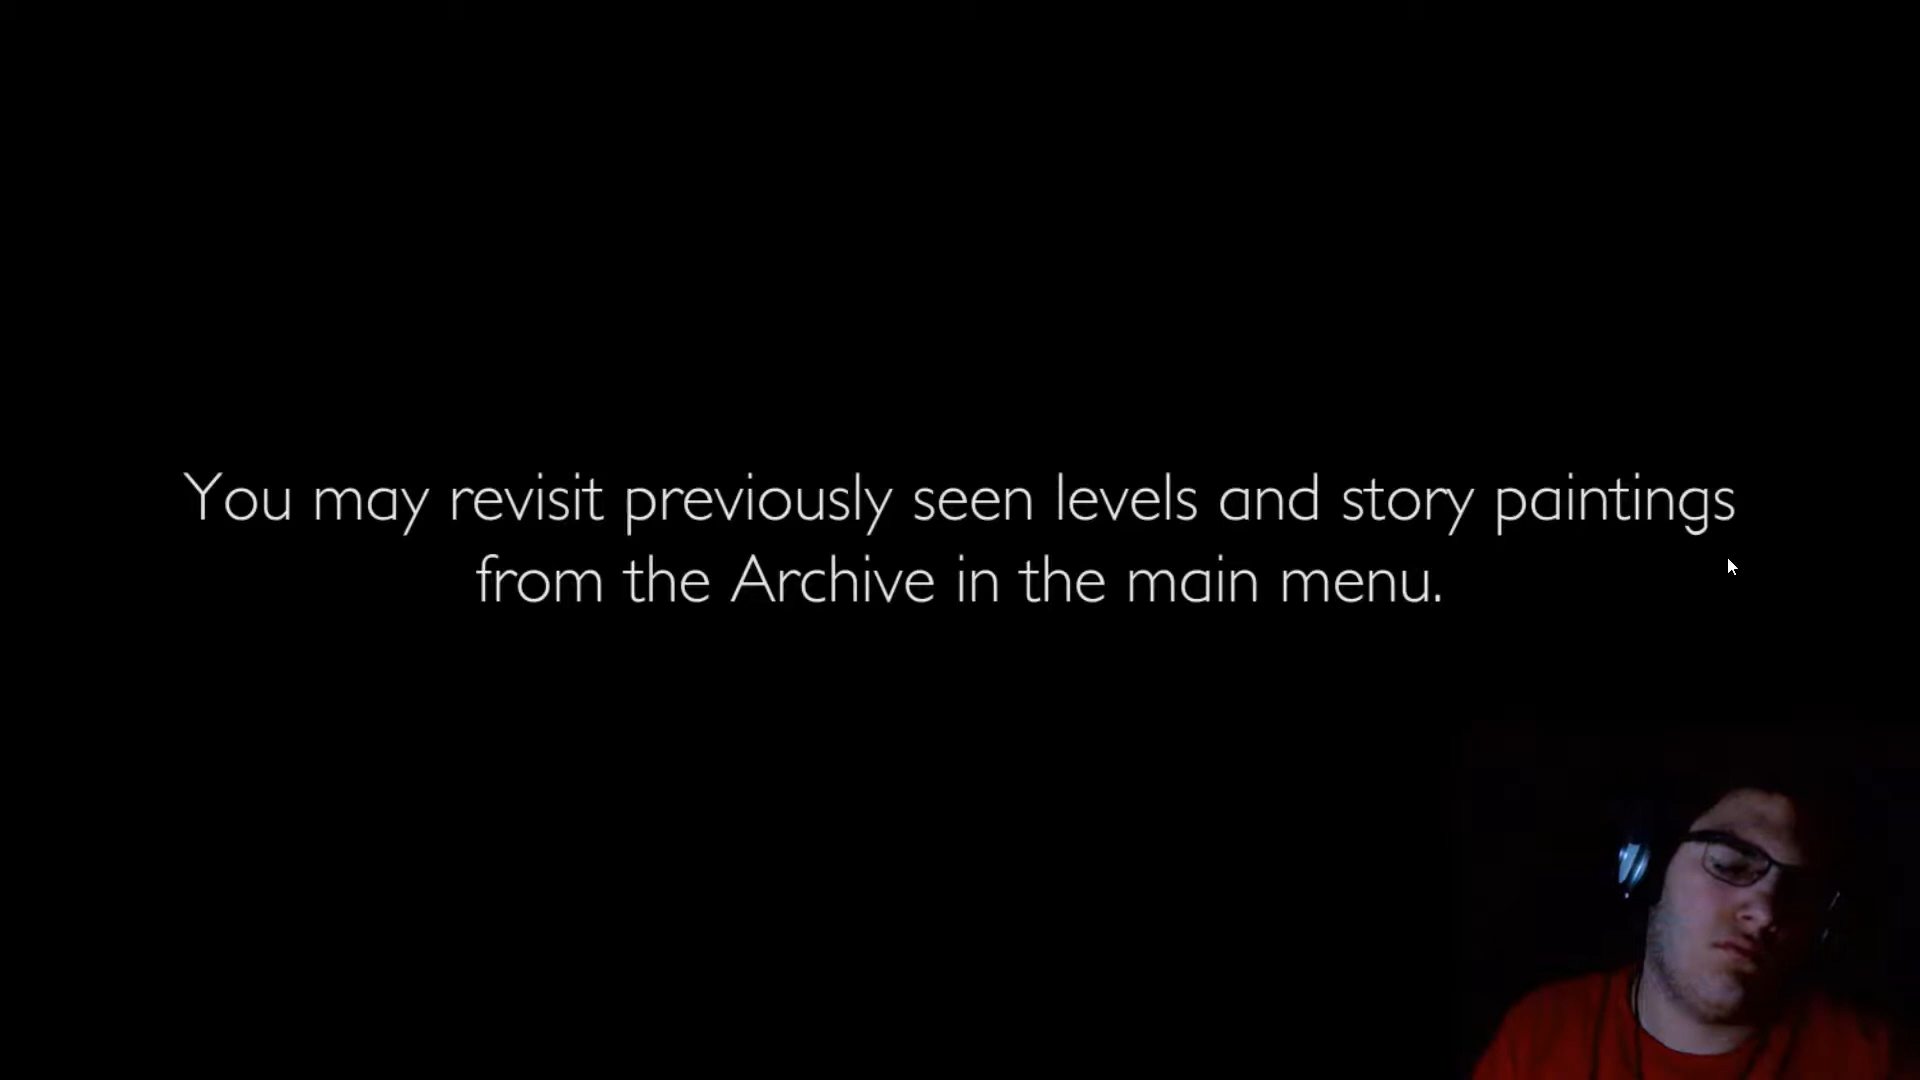 You may revisit previously seen levels and story paintings
from the Archive in the main menu.